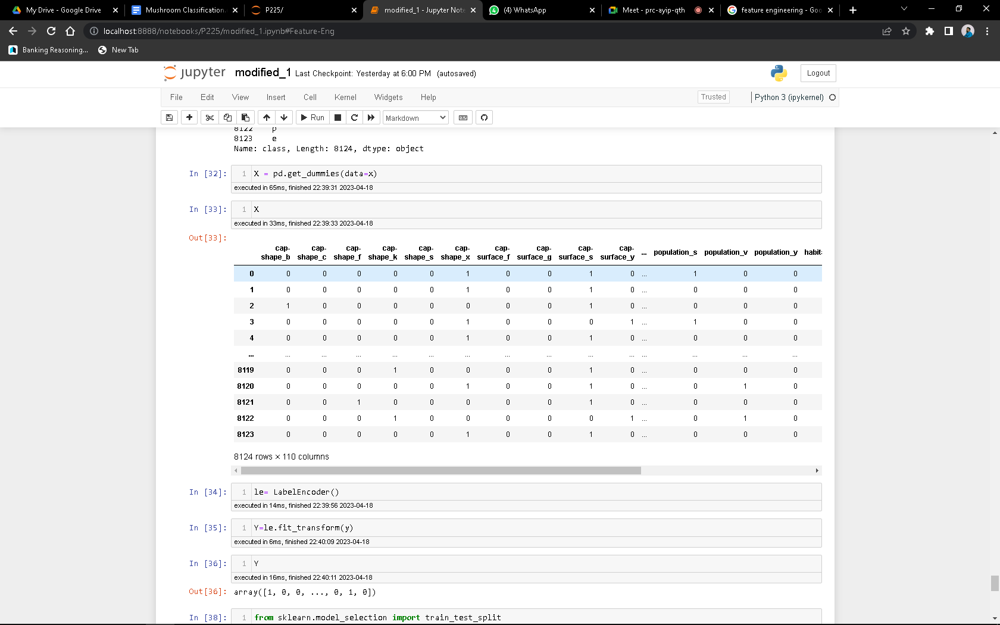 My Drive - Google Drive
Mushroom Classification.
P225/
modified_1 - Jupyter Note
(4) WhatsApp
Meet - prc-ayip-qth
feature engineering - Goo
localhost:8888/notebooks/P225/modified_1.ipynb#Feature-Eng
Banking Reasoning...
New Tab
jupyter modified_1 Last Checkpoint: Yesterday at 6:00 PM (autosaved)
Logout
File Edit View Insert Cell Kernel Widgets Help
Trusted
Python 3 (ipykernel)
Run
Markdown
8122 p
8123 e
Name: class, Length: 8124, dtype: object
In [32]: 1 X = pd.get_dummies(data=x)
executed in 65ms, finished 22:39:31 2023-04-18
In [33]: 1 X
executed in 33ms, finished 22:39:33 2023-04-18
Out[33]:
cap- cap- cap- cap- cap- cap- cap- cap- cap- cap-
shape_b shape_c shape_f shape_k shape_s shape_x surface_f surface_g surface_s surface_y ... population_s population_v population_y habit
0 0 0 0 0 0 1 0 0 1 0 ... 1 0 0
1 0 0 0 0 0 1 0 0 1 0 ... 0 0 0
2 1 0 0 0 0 0 0 0 1 0 ... 0 0 0
3 0 0 0 0 0 1 0 0 0 1 ... 1 0 0
4 0 0 0 0 0 1 0 0 1 0 ... 0 0 0
... ... ... ... ... ... ... ... ... ... ... ... ... ... ...
8119 0 0 0 1 0 0 0 0 1 0 ... 0 0 0
8120 0 0 0 0 0 1 0 0 1 0 ... 0 1 0
8121 0 0 1 0 0 0 0 0 1 0 ... 0 0 0
8122 0 0 0 1 0 0 0 0 0 1 ... 0 1 0
8123 0 0 0 0 0 1 0 0 1 0 ... 0 0 0
8124 rows × 110 columns
In [34]: 1 le= LabelEncoder()
executed in 14ms, finished 22:39:56 2023-04-18
In [35]: 1 Y=le.fit_transform(y)
executed in 6ms, finished 22:40:09 2023-04-18
In [36]: 1 Y
executed in 16ms, finished 22:40:11 2023-04-18
Out[36]: array([1, 0, 0, ..., 0, 1, 0])
In [38]: 1 from sklearn.model_selection import train_test_split